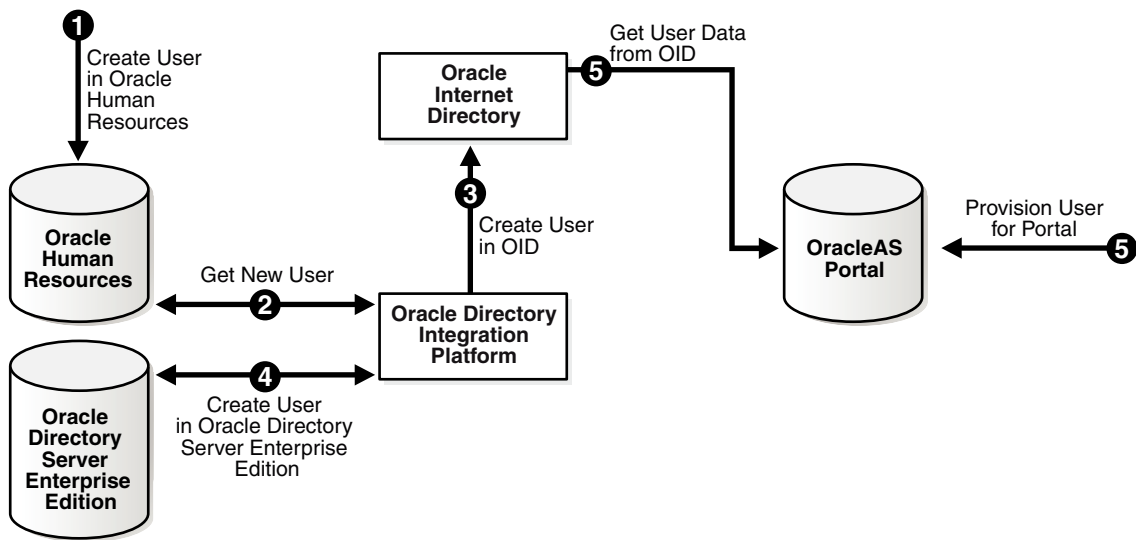 1
Create User
in Oracle
Human
Resources
Oracle
Human
Resources
Get New User
2
Oracle Directory
Integration
Platform
3
Create User
in OID
Oracle
Internet
Directory
5
Get User Data
from OID
OracleAS
Portal
Provision User
for Portal
5
4
Create User
in Oracle Directory
Server Enterprise
Edition
Oracle
Directory
Server
Enterprise
Edition